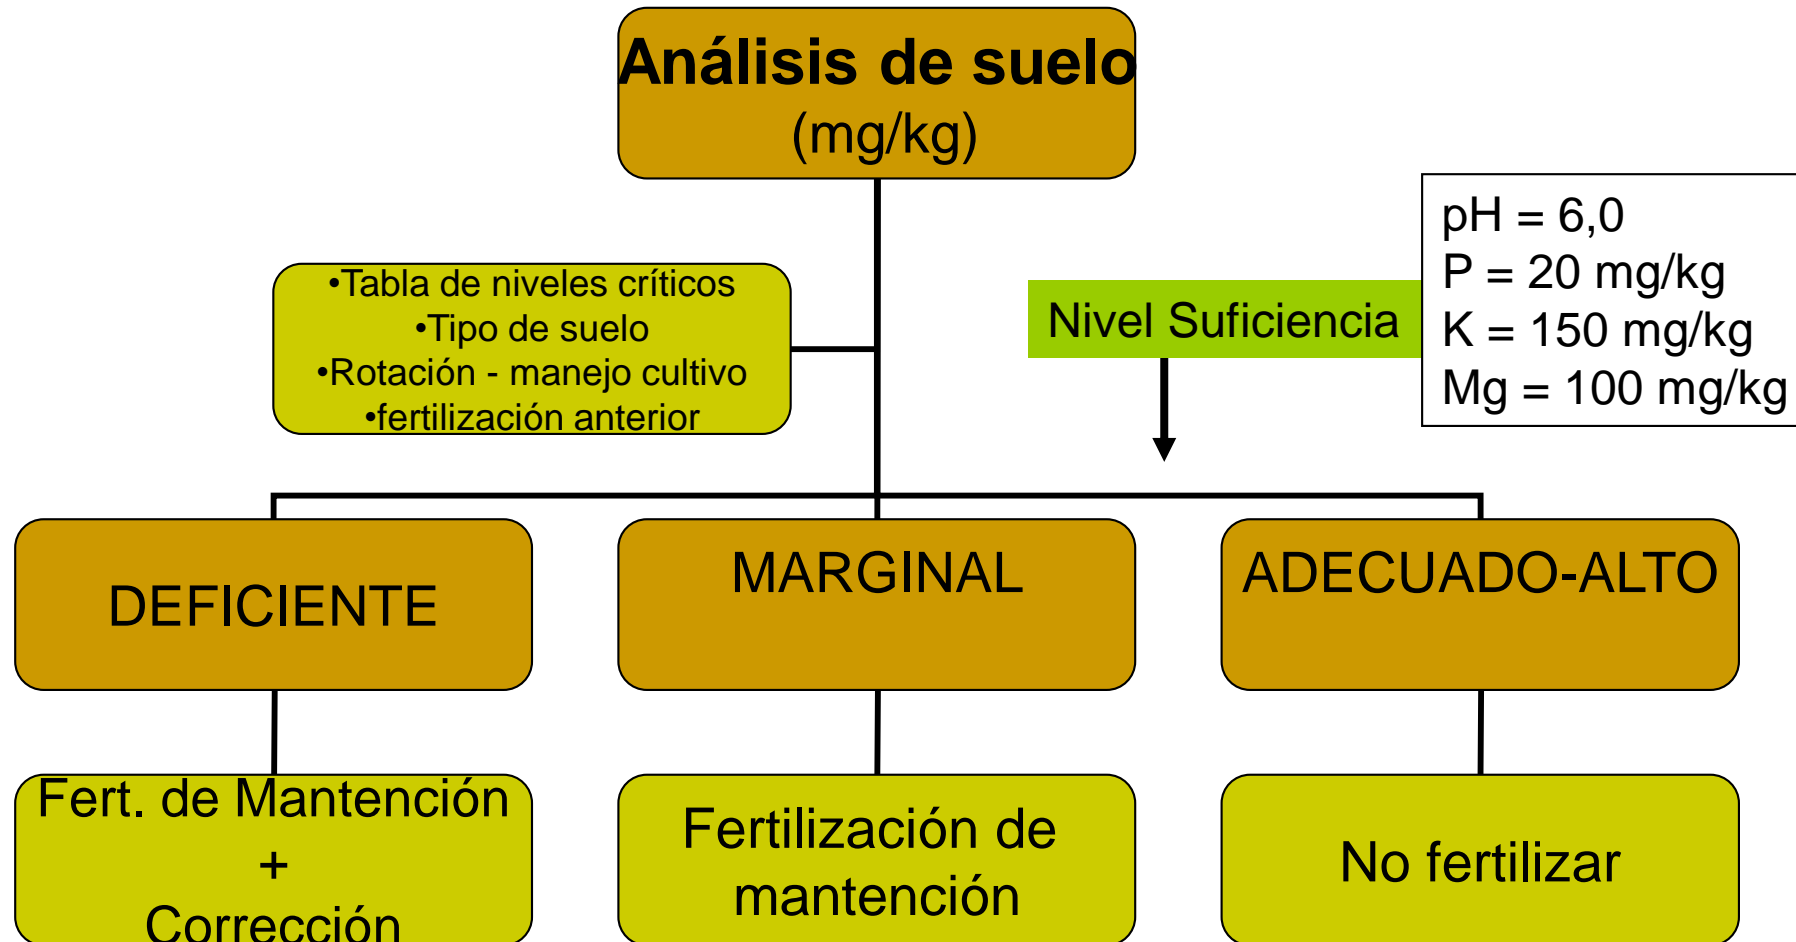 Análisis de suelo
(mg/kg)
•Tabla de niveles críticos
•Tipo de suelo
•Rotación - manejo cultivo
•fertilización anterior
Nivel Suficiencia
pH = 6,0
P = 20 mg/kg
K = 150 mg/kg
Mg = 100 mg/kg
DEFICIENTE
MARGINAL
ADECUADO-ALTO
Fert. de Mantención
+
Corrección
Fertilización de
mantención
No fertilizar